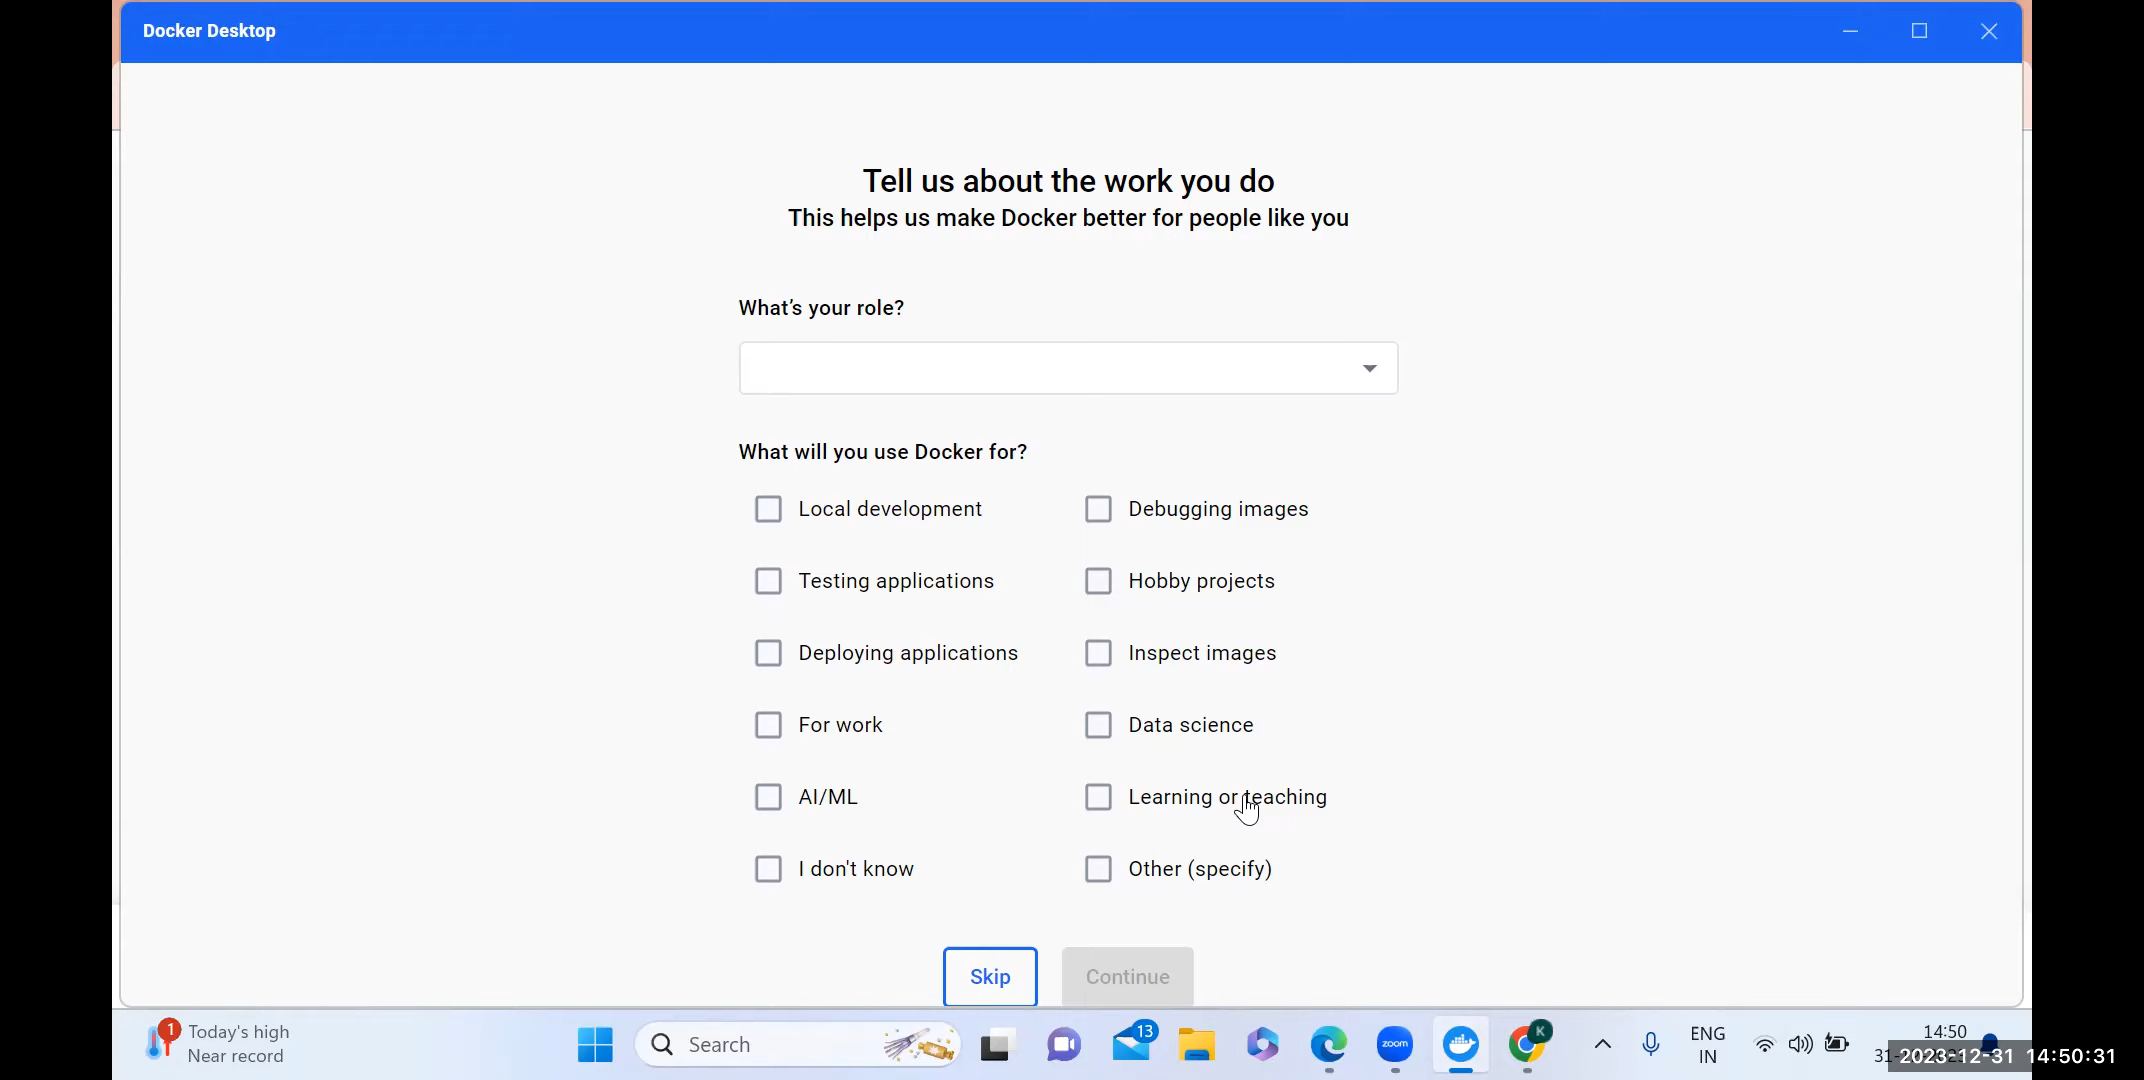 Docker Desktop
Tell us about the work you do
This helps us make Docker better for people like you
What's your role?
What will you use Docker for?
Local development
Debugging images
Testing applications
Hobby projects
Deploying applications
Inspect images
For work
Data science
AI/ML
Learning or teaching
I don't know
Other (specify)
Skip
Continue
1
Today's high
Near record
Search
13
zoom
K
ENG
IN
14:50
31-
2023-12-31 14:50:31